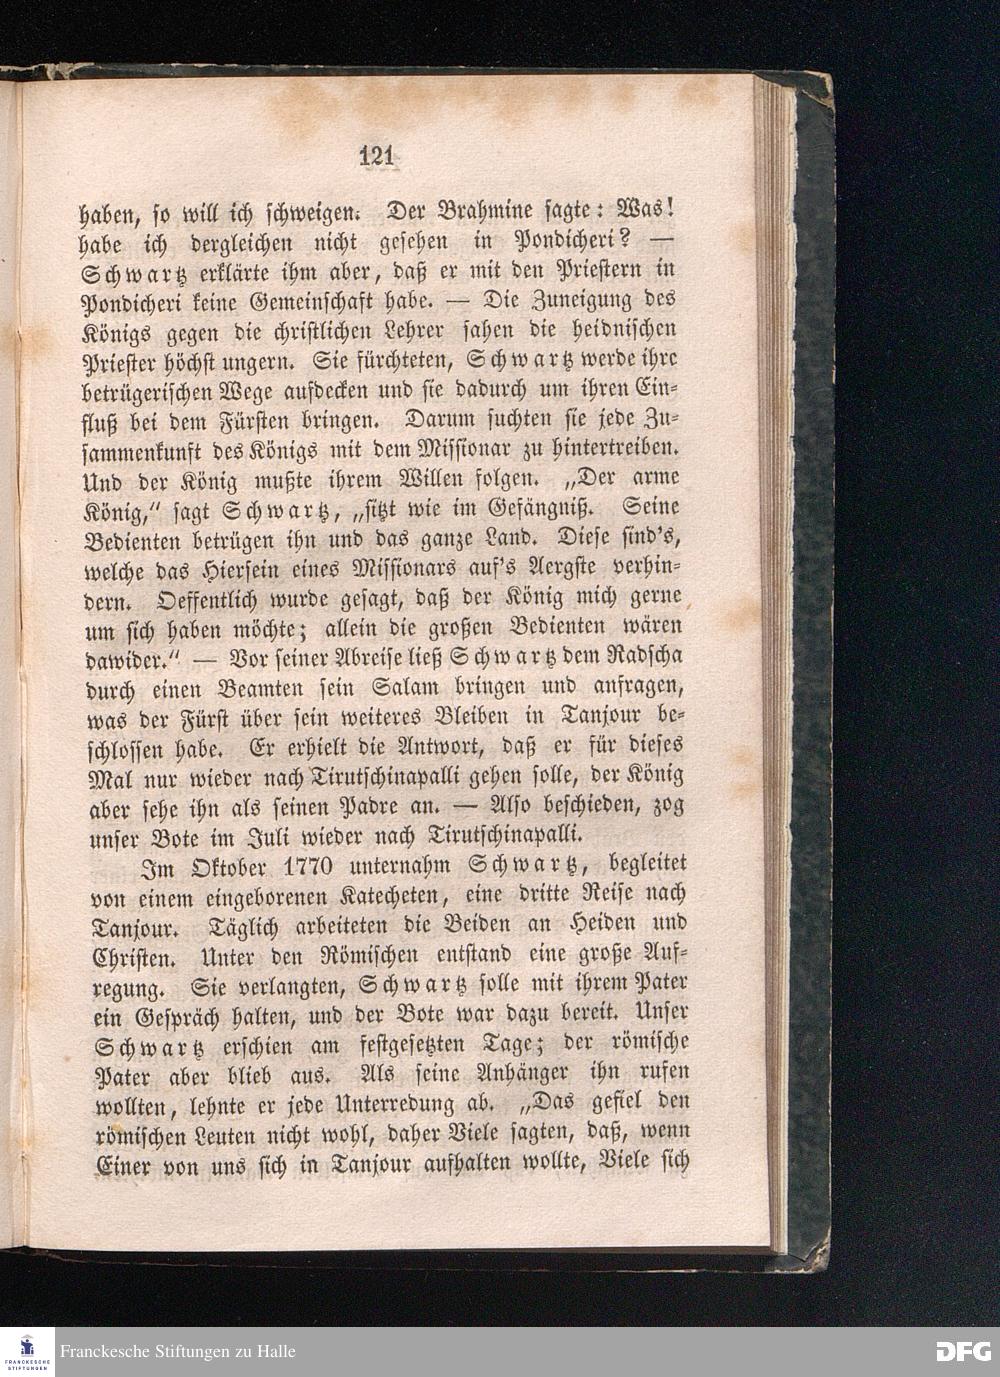 121
haben, so will ich schweigen. Der Brahmine sagte: Was!
habe ich dergleichen nicht gesehen in Pondicheri? —
Schwartz erklärte ihm aber, daß er mit den Priestern in
Pondicheri keine Gemeinschaft habe. — Die Zuneigung des
Königs gegen die christlichen Lehrer sahen die heidnischen
Priester höchst ungern. Sie fürchteten, Schwartz werde ihre
betrügerischen Wege aufdecken und sie dadurch um ihren Ein-
fluß bei dem Fürsten bringen. Darum suchten sie jede Zu-
sammenkunft des Königs mit dem Missionar zu hintertreiben.
Und der König mußte ihrem Willen folgen. „Der arme
König,“ sagt Schwartz, „sitzt wie im Gefängniß. Seine
Bedienten betrügen ihn und das ganze Land. Diese sind's,
welche das Hiersein eines Missionars auf's Aergste verhin-
dern. Oeffentlich wurde gesagt, daß der König mich gerne
um sich haben möchte; allein die großen Bedienten wären
dawider.“ — Vor seiner Abreise ließ Schwartz dem Radscha
durch einen Beamten sein Salam bringen und anfragen,
was der Fürst über sein weiteres Bleiben in Tanjour be-
schlossen habe. Er erhielt die Antwort, daß er für dieses
Mal nur wieder nach Tirutschinapalli gehen solle, der König
aber sehe ihn als seinen Padre an. — Also beschieden, zog
unser Bote im Juli wieder nach Tirutschinapalli.
Im Oktober 1770 unternahm Schwartz, begleitet
von einem eingeborenen Katecheten, eine dritte Reise nach
Tanjour. Täglich arbeiteten die Beiden an Heiden und
Christen. Unter den Römischen entstand eine große Auf-
regung. Sie verlangten, Schwartz solle mit ihrem Pater
ein Gespräch halten, und der Bote war dazu bereit. Unser
Schwartz erschien am festgesetzten Tage; der römische
Pater aber blieb aus. Als seine Anhänger ihn rufen
wollten, lehnte er jede Unterredung ab. „Das gefiel den
römischen Leuten nicht wohl, daher Viele sagten, daß, wenn
Einer von uns sich in Tanjour aufhalten wollte, Viele sich
FRANCKESCHE
STIFTUNGEN
Franckesche Stiftungen zu Halle
DFG